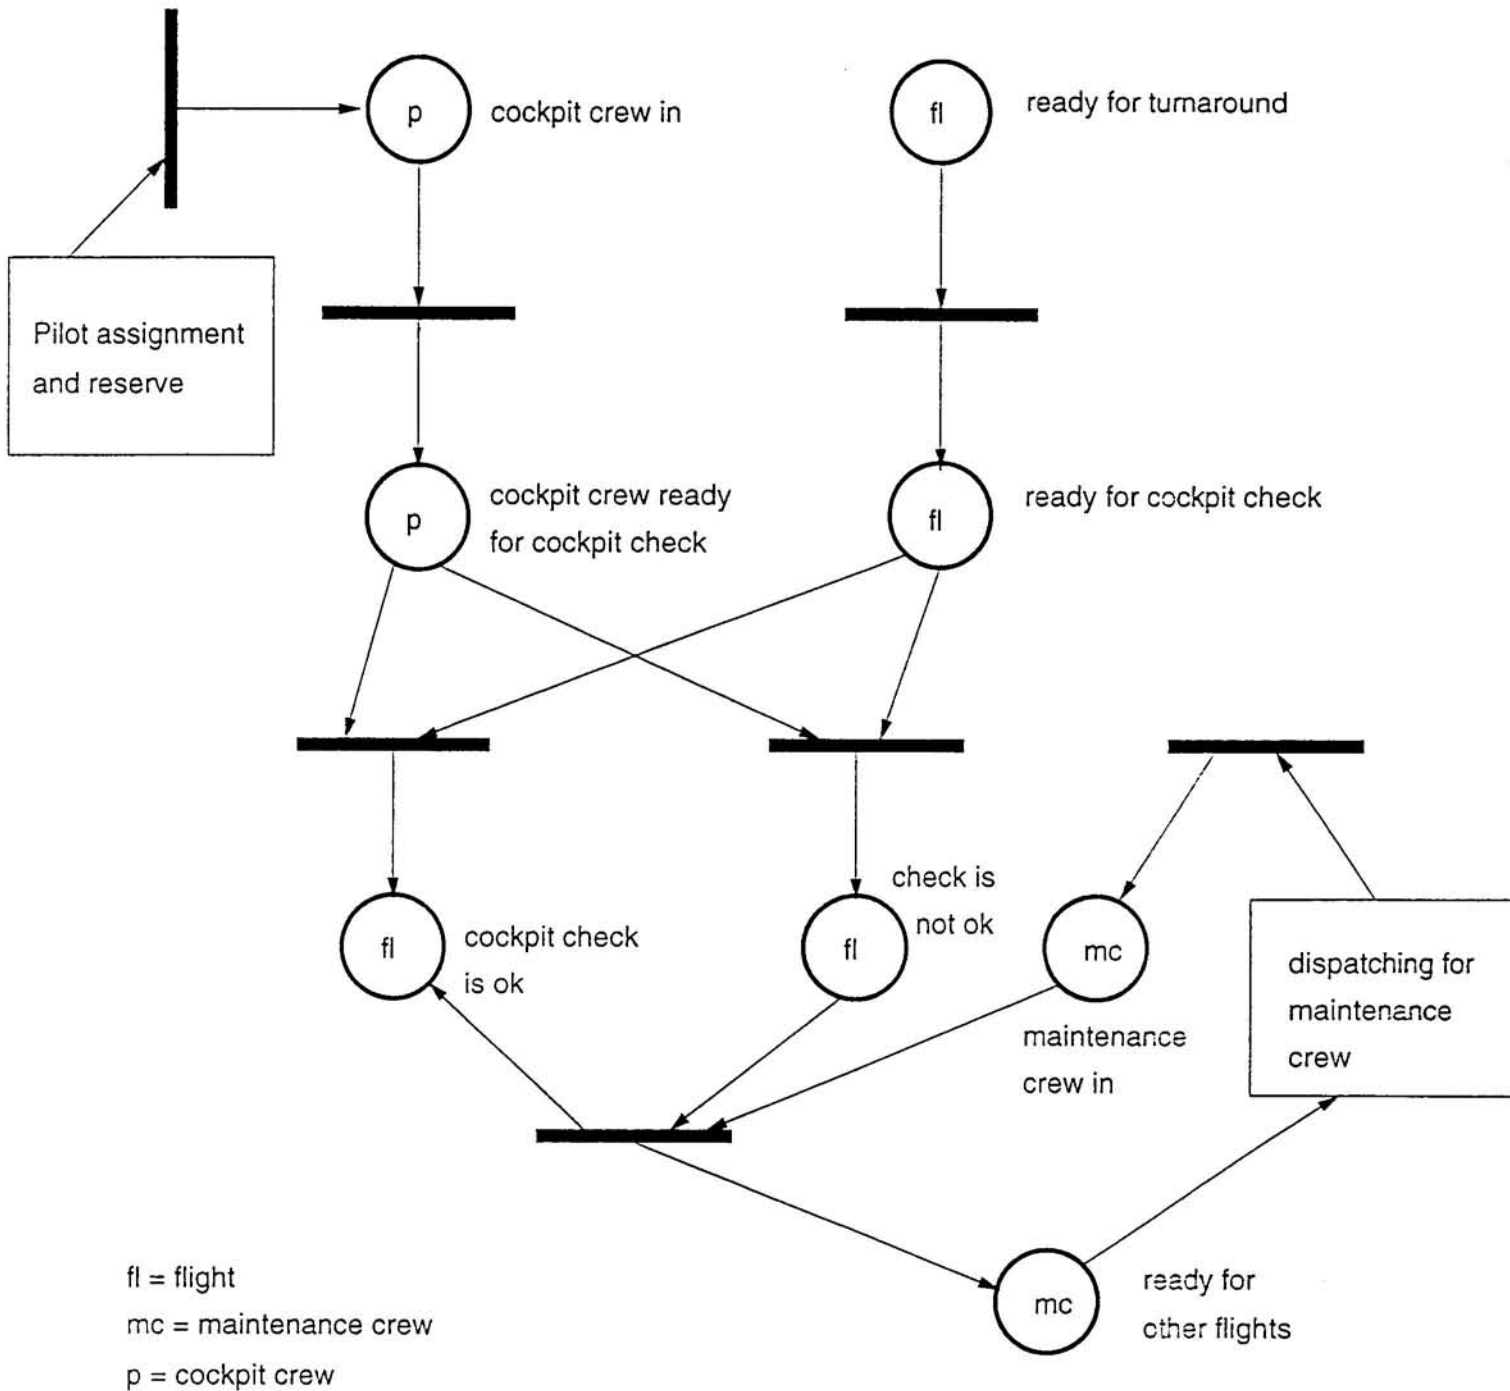 p
cockpit crew in
fl
ready for turnaround
Pilot assignment
and reserve
p
cockpit crew ready
for cockpit check
fl
ready for cockpit check
fl
cockpit check
is ok
fl
check is
not ok
mc
maintenance
crew in
dispatching for
maintenance
crew
mc
ready for
other flights
fl = flight
mc = maintenance crew
p = cockpit crew